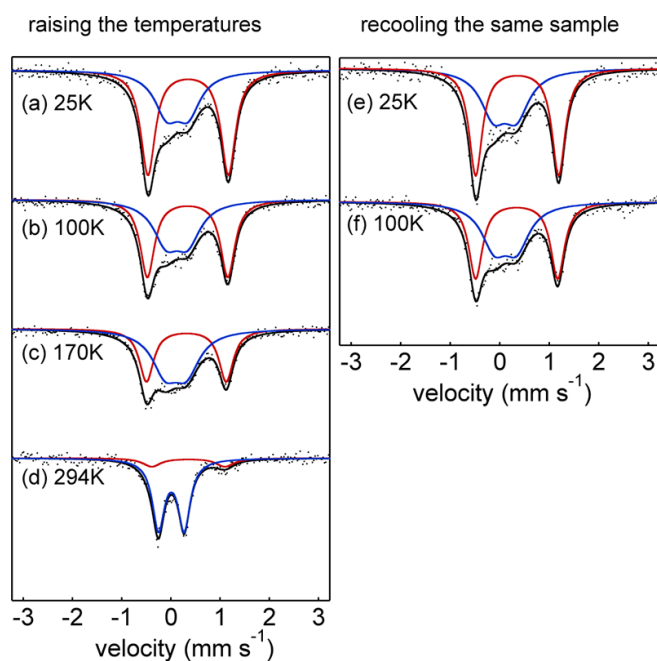 raising the temperatures
recooling the same sample
(a) 25K
(b) 100K
(c) 170K
(d) 294K
-3 -2 -1 0 1 2 3
velocity (mm s⁻¹)
(e) 25K
(f) 100K
-3 -2 -1 0 1 2 3
velocity (mm s⁻¹)